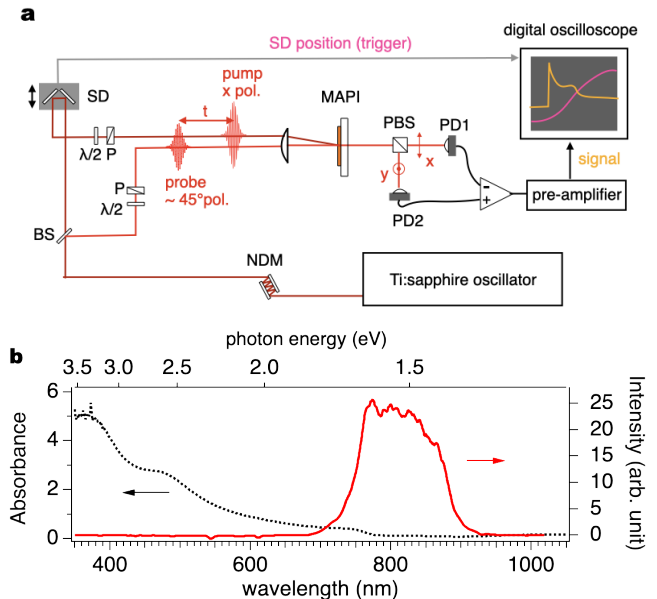 a
digital oscilloscope
SD position (trigger)
SD
pump
x pol.
t
MAPI
PBS
PD1
λ/2 P
x
signal
probe
~ 45°pol.
y
P
λ/2
-
+
pre-amplifier
PD2
BS
NDM
Ti:sapphire oscillator
b
photon energy (eV)
3.5 3.0 2.5 2.0 1.5
6
4
2
0
Absorbance
25
20
15
10
5
0
Intensity (arb. unit)
400 600 800 1000
wavelength (nm)